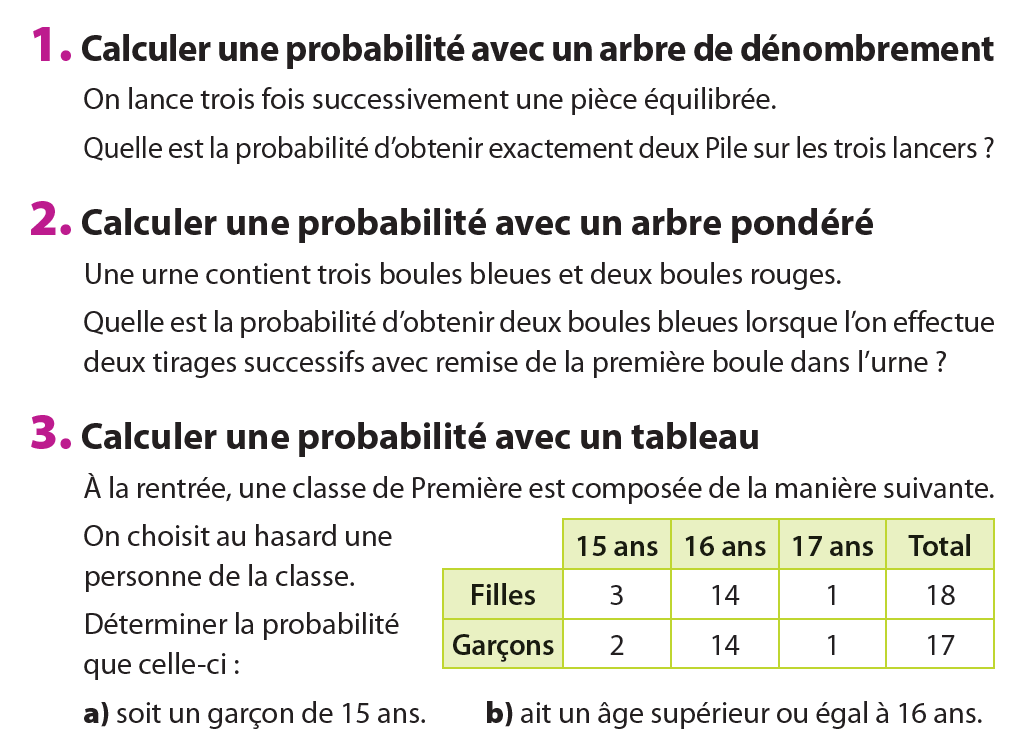 1. Calculer une probabilité avec un arbre de dénombrement
On lance trois fois successivement une pièce équilibrée.
Quelle est la probabilité d’obtenir exactement deux Pile sur les trois lancers ?
2. Calculer une probabilité avec un arbre pondéré
Une urne contient trois boules bleues et deux boules rouges.
Quelle est la probabilité d’obtenir deux boules bleues lorsque l’on effectue
deux tirages successifs avec remise de la première boule dans l’urne ?
3. Calculer une probabilité avec un tableau
À la rentrée, une classe de Première est composée de la manière suivante.
On choisit au hasard une
personne de la classe.
Déterminer la probabilité
que celle-ci :
15 ans 16 ans 17 ans Total
Filles 3 14 1 18
Garçons 2 14 1 17
a) soit un garçon de 15 ans. b) ait un âge supérieur ou égal à 16 ans.